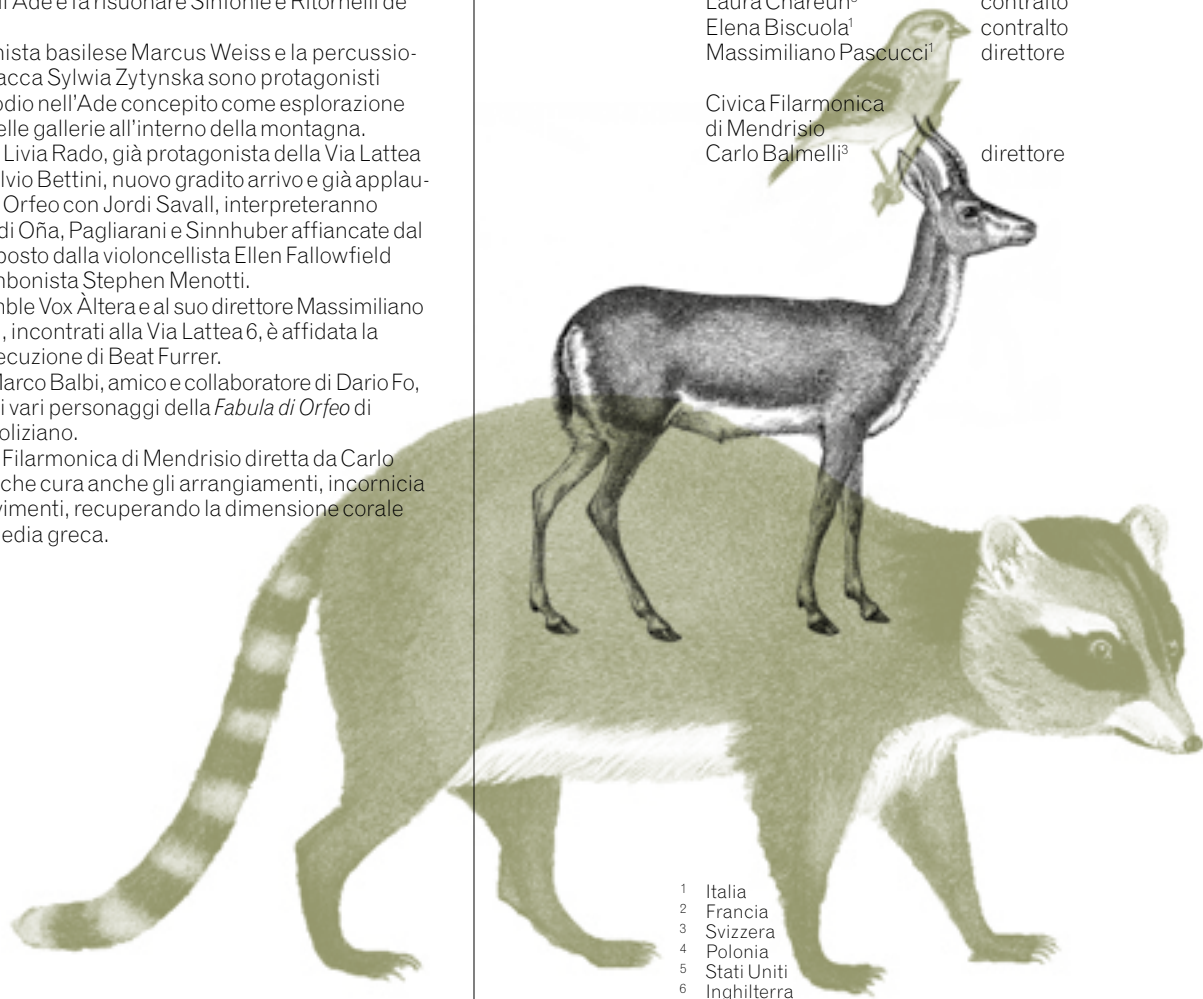 Ade e fa risuonare Sinfonie e Ritornelli de
nista basilese Marcus Weiss e la percussio-
acca Sylwia Zytynska sono protagonisti
odio nell’Ade concepito come esplorazione
elle gallerie all’interno della montagna.
Livia Rado, già protagonista della Via Lattea
lvio Bettini, nuovo gradito arrivo e già applau-
Orfeo con Jordi Savall, interpreteranno
di Oña, Pagliarani e Sinnhuber affiancate dal
posto dalla violoncellista Ellen Fallowfield
mbonista Stephen Menotti.
mble Vox Àltera e al suo direttore Massimiliano
, incontrati alla Via Lattea 6, è affidata la
ecuzione di Beat Furrer.
Marco Balbi, amico e collaboratore di Dario Fo,
i vari personaggi della Fabula di Orfeo di
oliziano.
Filarmonica di Mendrisio diretta da Carlo
che cura anche gli arrangiamenti, incornicia
vimenti, recuperando la dimensione corale
edia greca.
Laura Chareun³ contralto
Elena Biscuola¹ contralto
Massimiliano Pascucci¹ direttore
Civica Filarmonica
di Mendrisio
Carlo Balmelli³ direttore
¹ Italia
² Francia
³ Svizzera
⁴ Polonia
⁵ Stati Uniti
⁶ Inghilterra